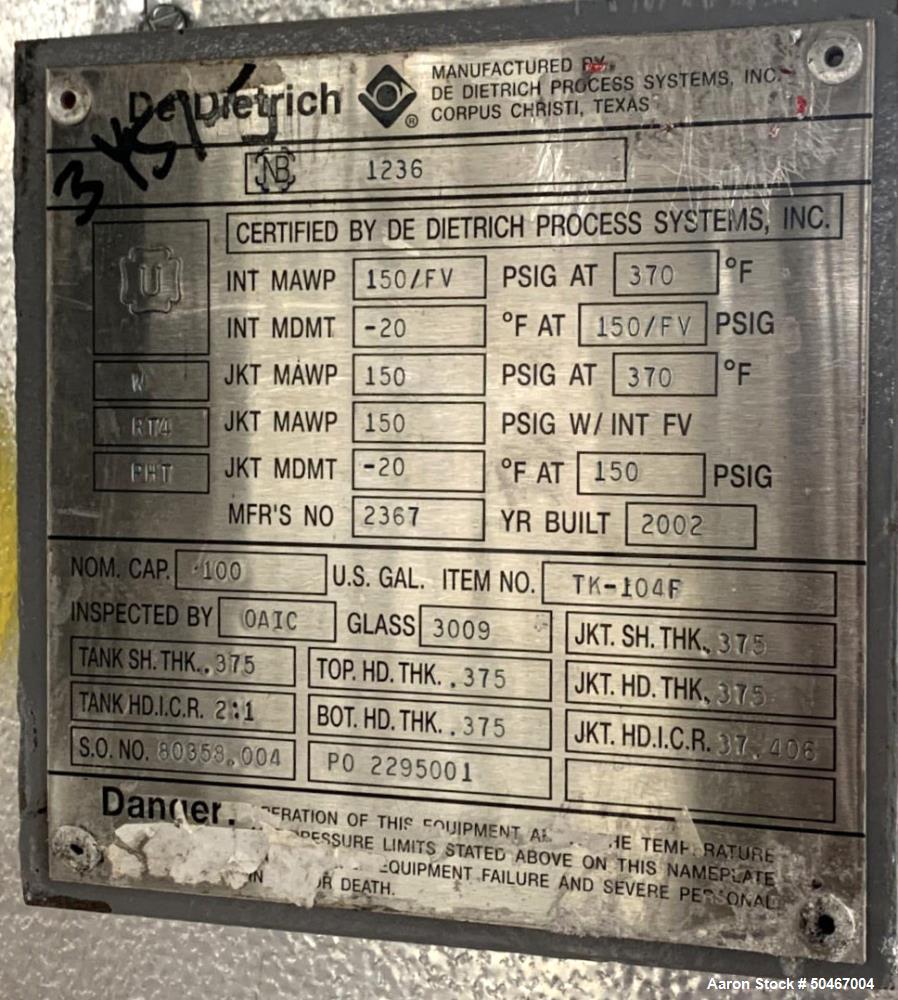 De Dietrich ®
MANUFACTURED BY
DE DIETRICH PROCESS SYSTEMS, INC.
CORPUS CHRISTI, TEXAS
NB 1236
CERTIFIED BY DE DIETRICH PROCESS SYSTEMS, INC.
U
INT MAWP 150/FV PSIG AT 370 °F
INT MDMT -20 °F AT 150/FV PSIG
W JKT MAWP 150 PSIG AT 370 °F
RT4 JKT MAWP 150 PSIG W/ INT FV
PHT JKT MDMT -20 °F AT 150 PSIG
MFR'S NO 2367 YR BUILT 2002
NOM. CAP. 100 U.S. GAL. ITEM NO. TK-104F
INSPECTED BY OAIC GLASS 3009 JKT. SH. THK. .375
TANK SH. THK. .375 TOP. HD. THK. .375 JKT. HD. THK. .375
TANK HD.I.C.R. 2:1 BOT. HD. THK. .375 JKT. HD.I.C.R. 37.406
S.O. NO. 80358.004 PO 2295001
Danger. OF THIS EQUIPMENT TEMPERATURE
LIMITS STATED ABOVE ON THIS NAMEPLATE
EQUIPMENT FAILURE AND SEVERE PERSONAL
OR DEATH.
Aaron Stock # 50467004